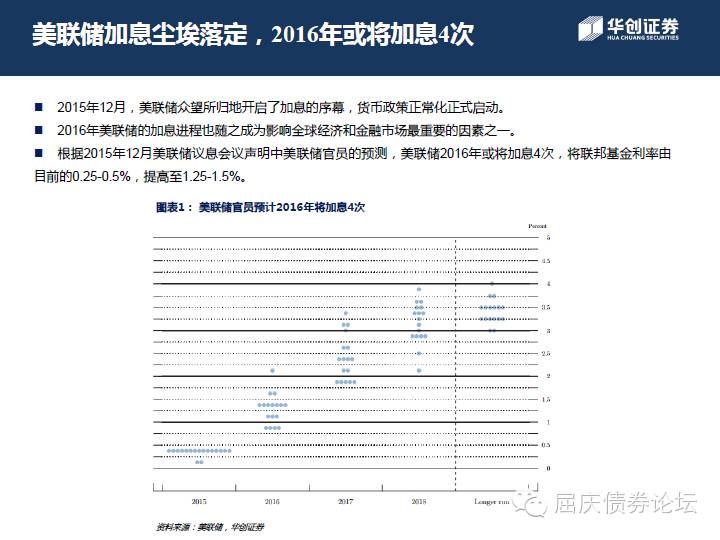 美联储加息尘埃落定，2016年或将加息4次
华创证券
HUA CHUANG SECURITIES
■ 2015年12月，美联储众望所归地开启了加息的序幕，货币政策正常化正式启动。
■ 2016年美联储的加息进程也随之成为影响全球经济和金融市场最重要的因素之一。
■ 根据2015年12月美联储议息会议声明中美联储官员的预测，美联储2016年或将加息4次，将联邦基金利率由
目前的0.25-0.5%，提高至1.25-1.5%。
图表1： 美联储官员预计2016年将加息4次
Percent
5
4.5
4
3.5
3
2.5
2
1.5
1
0.5
0
2015 2016 2017 2018 Longer run
屈庆债券论坛
资料来源：美联储，华创证券